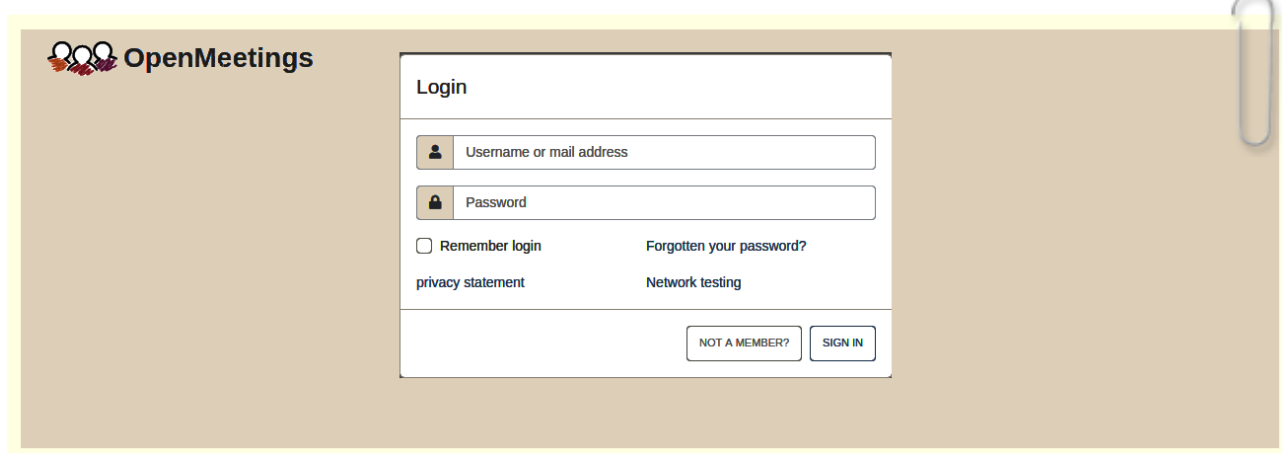 OpenMeetings
Login
Username or mail address
Password
Remember login
Forgotten your password?
privacy statement
Network testing
NOT A MEMBER?
SIGN IN